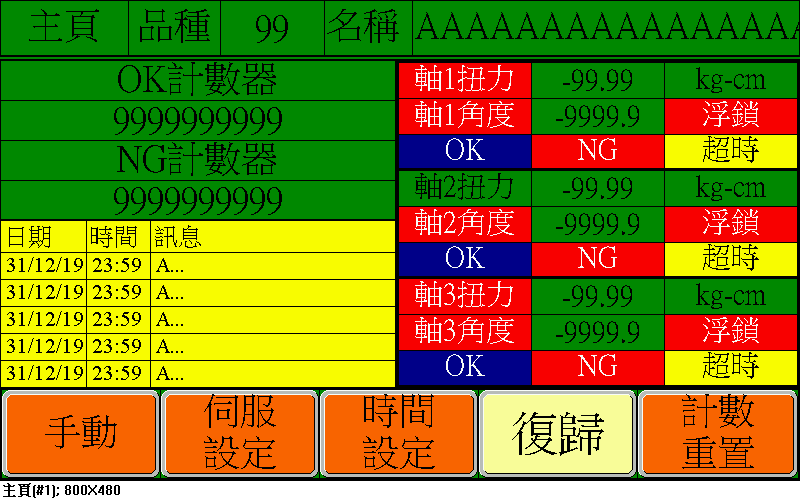 主頁 品種 99 名稱 AAAAAAAAAAAAAAAA
OK計數器
9999999999
NG計數器
9999999999
日期 時間 訊息
31/12/19 23:59 A...
31/12/19 23:59 A...
31/12/19 23:59 A...
31/12/19 23:59 A...
31/12/19 23:59 A...
軸1扭力 -99.99 kg-cm
軸1角度 -9999.9 浮鎖
OK NG 超時
軸2扭力 -99.99 kg-cm
軸2角度 -9999.9 浮鎖
OK NG 超時
軸3扭力 -99.99 kg-cm
軸3角度 -9999.9 浮鎖
OK NG 超時
手動
伺服
設定
時間
設定
復歸
計數
重置
主頁(#1); 800X480